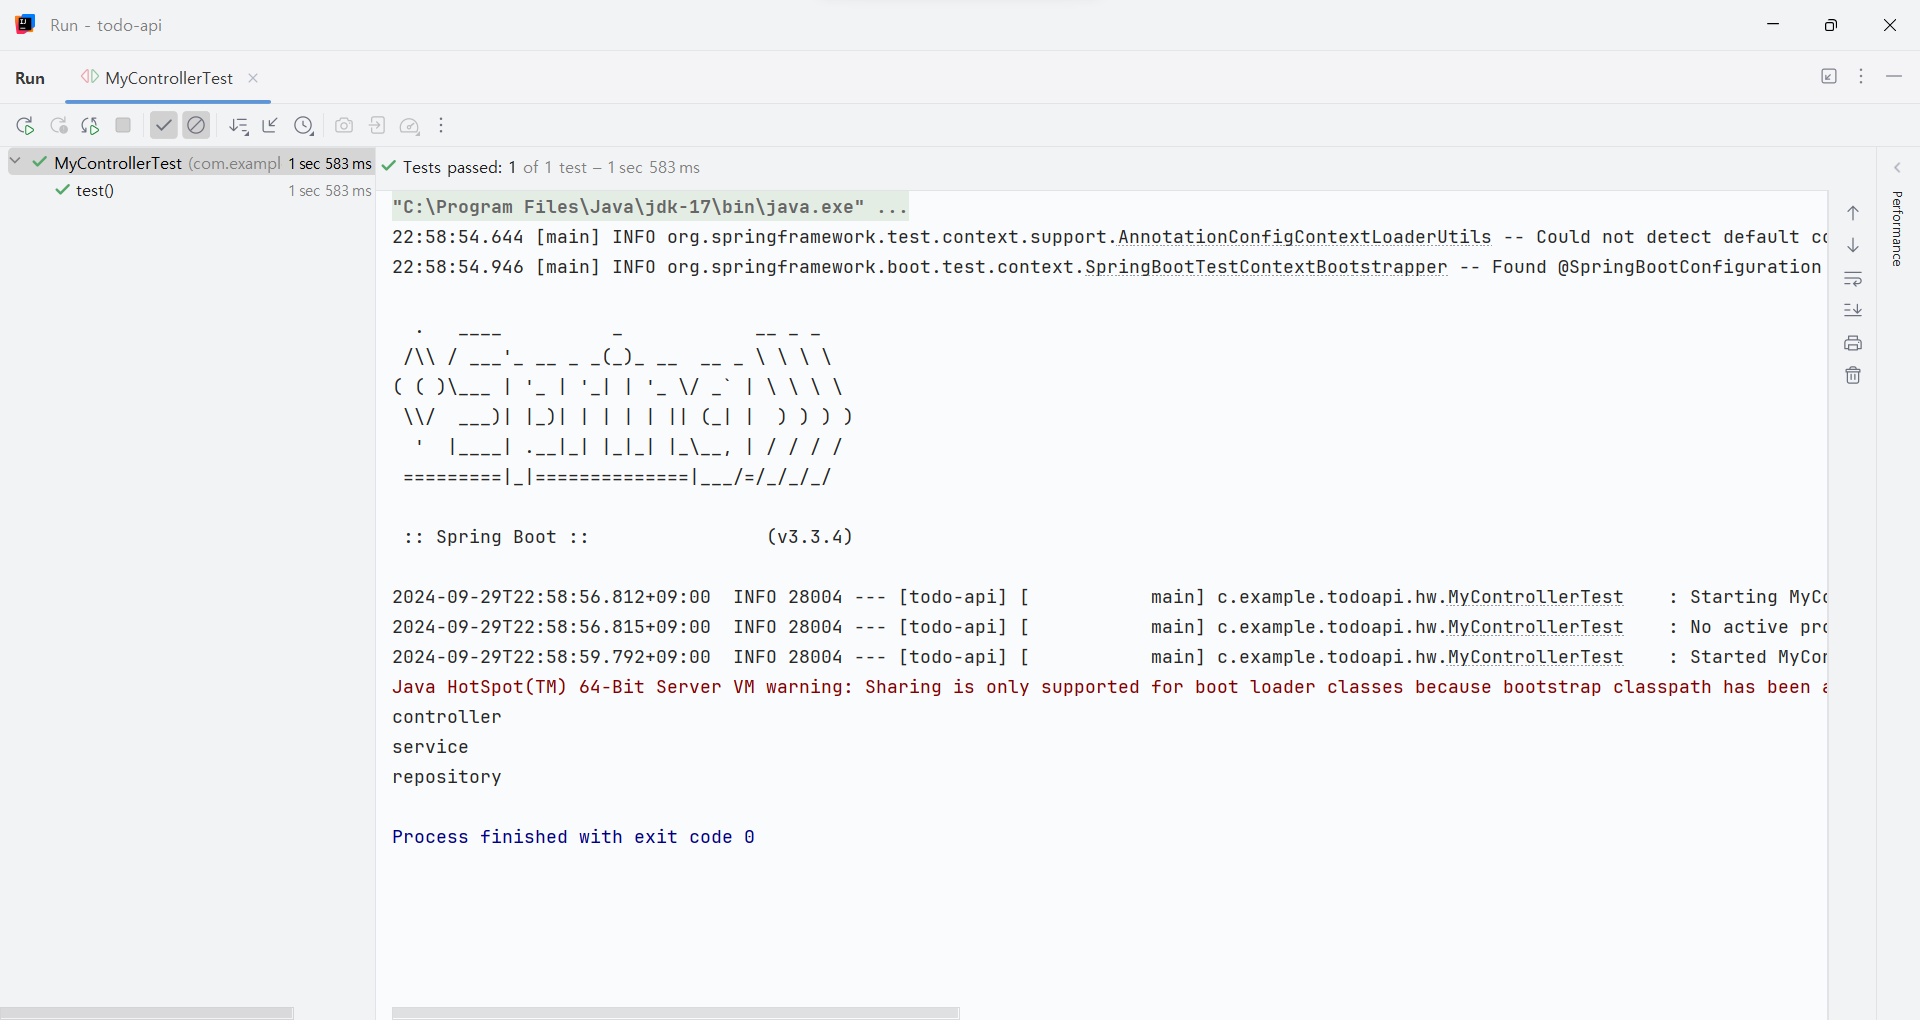 Run - todo-api
Run MyControllerTest
MyControllerTest (com.exampl 1 sec 583 ms
test() 1 sec 583 ms
Tests passed: 1 of 1 test – 1 sec 583 ms
"C:\Program Files\Java\jdk-17\bin\java.exe" ...
22:58:54.644 [main] INFO org.springframework.test.context.support.AnnotationConfigContextLoaderUtils -- Could not detect default
22:58:54.946 [main] INFO org.springframework.boot.test.context.SpringBootTestContextBootstrapper -- Found @SpringBootConfiguration
  .   ____          _            __ _ _
 /\\ / ___'_ __ _ _(_)_ __  __ _ \ \ \ \
( ( )\___ | '_ | '_| | '_ \/ _` | \ \ \ \
 \\/  ___)| |_)| | | | | || (_| |  ) ) ) )
  '  |____| .__|_| |_|_| |_\__, | / / / /
 =========|_|==============|___/=/_/_/_/
 :: Spring Boot ::                (v3.3.4)
2024-09-29T22:58:56.812+09:00  INFO 28004 --- [todo-api] [           main] c.example.todoapi.hw.MyControllerTest    : Starting MyC
2024-09-29T22:58:56.815+09:00  INFO 28004 --- [todo-api] [           main] c.example.todoapi.hw.MyControllerTest    : No active pro
2024-09-29T22:58:59.792+09:00  INFO 28004 --- [todo-api] [           main] c.example.todoapi.hw.MyControllerTest    : Started MyCon
Java HotSpot(TM) 64-Bit Server VM warning: Sharing is only supported for boot loader classes because bootstrap classpath has been
controller
service
repository
Process finished with exit code 0
Performance